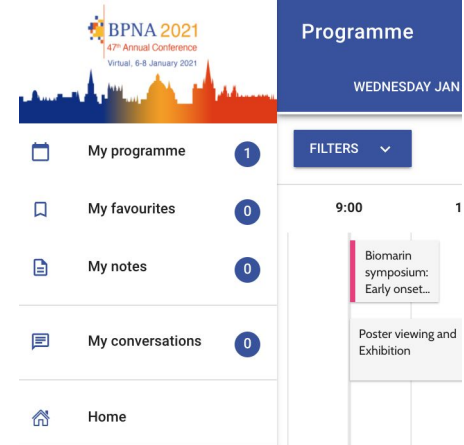 BPNA 2021
47th Annual Conference
Virtual, 6-8 January 2021
My programme 1
My favourites 0
My notes 0
My conversations 0
Home
Programme
WEDNESDAY JAN
FILTERS
9:00 1
Biomarin
symposium:
Early onset...
Poster viewing and
Exhibition